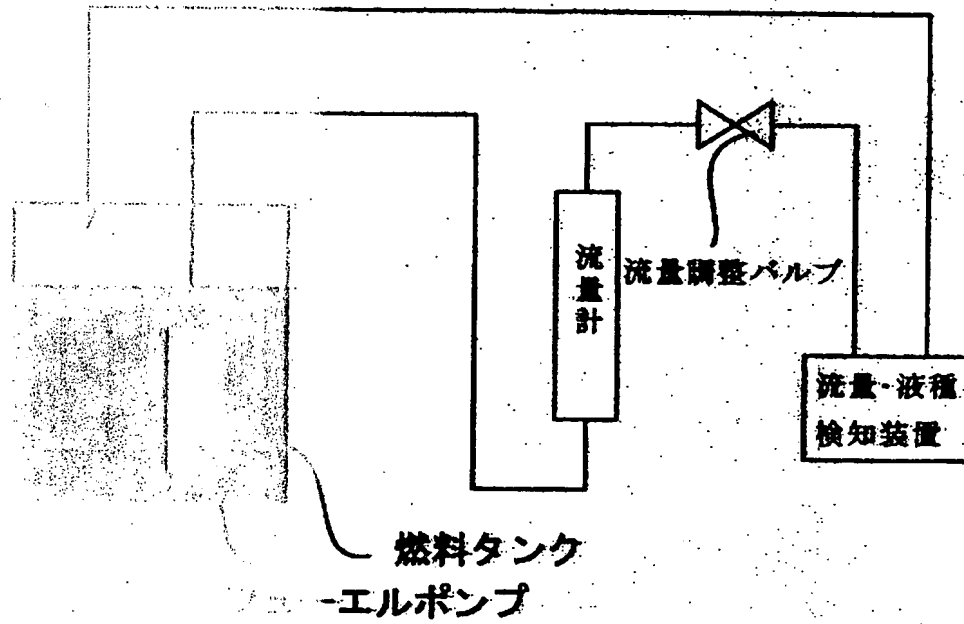 流量計
流量調整バルブ
流量・液種
検知装置
燃料タンク
エルポンプ